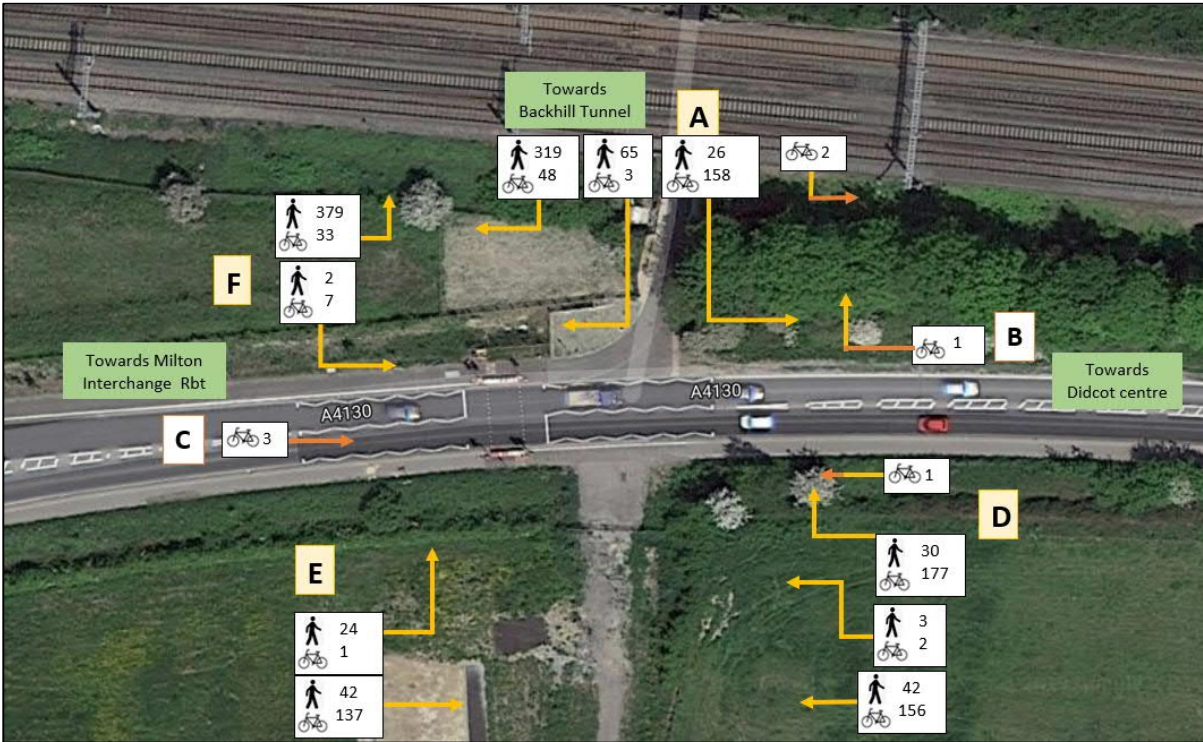 Towards
Backhill Tunnel
A
319
48
65
3
26
158
2
379
33
F
2
7
1
B
Towards Milton
Interchange Rbt
Towards
Didcot centre
A4130
A4130
C
3
1
D
30
177
E
24
1
3
2
42
137
42
156